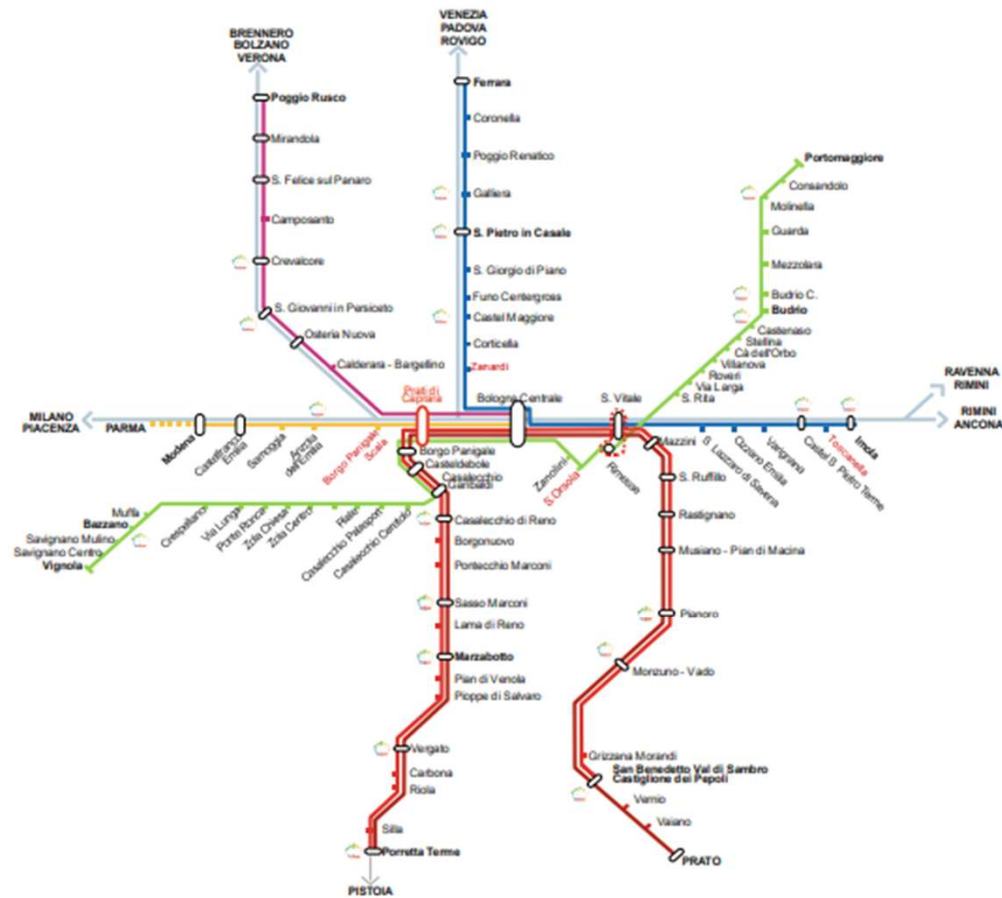 VENEZIA
PADOVA
ROVIGO
BRENNERO
BOLZANO
VERONA
Ferrara
Poggio Rusco
Coronella
Mirandola
Poggio Renatico
Portomaggiore
S. Felice sul Panaro
Consandolo
Galliera
Molinella
Camposanto
S. Pietro in Casale
Guarda
Crevalcore
Mezzolara
S. Giorgio di Piano
Budrio C.
Funo Centergross
S. Giovanni in Persiceto
Budrio
Castel Maggiore
Castenaso
Osteria Nuova
Stellina
Corticella
Cà dell'Orbo
Calderara - Bargellino
Zanardi
Villanova
Roveri
Via Larga
RAVENNA
RIMINI
Prati di
Caprara
Bologna Centrale
S. Vitale
S. Rita
MILANO
PIACENZA
PARMA
RIMINI
ANCONA
Modena
Castelfranco
Emilia
Samoggia
Anzola
dell'Emilia
Borgo Panigale
Scala
Borgo Panigale
Casteldebole
Casalecchio
Garibaldi
Zanolini
S Orsola
Rimesse
Mazzini
S. Lazzaro di Savena
Ozzano Emilia
Varignana
Castel S. Pietro Terme
Toscanella
Imola
S. Ruffillo
Rastignano
Musiano - Pian di Macina
Pianoro
Monzuno - Vado
Grizzana Morandi
San Benedetto Val di Sambro
Castiglione dei Pepoli
Vernio
Vaiano
PRATO
Muffa
Bazzano
Savignano Mulino
Savignano Centro
Vignola
Crespellano
Via Lunga
Ponte Ronca
Zola Chiesa
Zola Centro
Riale
Casalecchio Palasport
Casalecchio Ceretolo
Casalecchio di Reno
Borgonuovo
Pontecchio Marconi
Sasso Marconi
Lama di Reno
Marzabotto
Pian di Venola
Pioppe di Salvaro
Vergato
Carbona
Riola
Silla
Porretta Terme
PISTOIA